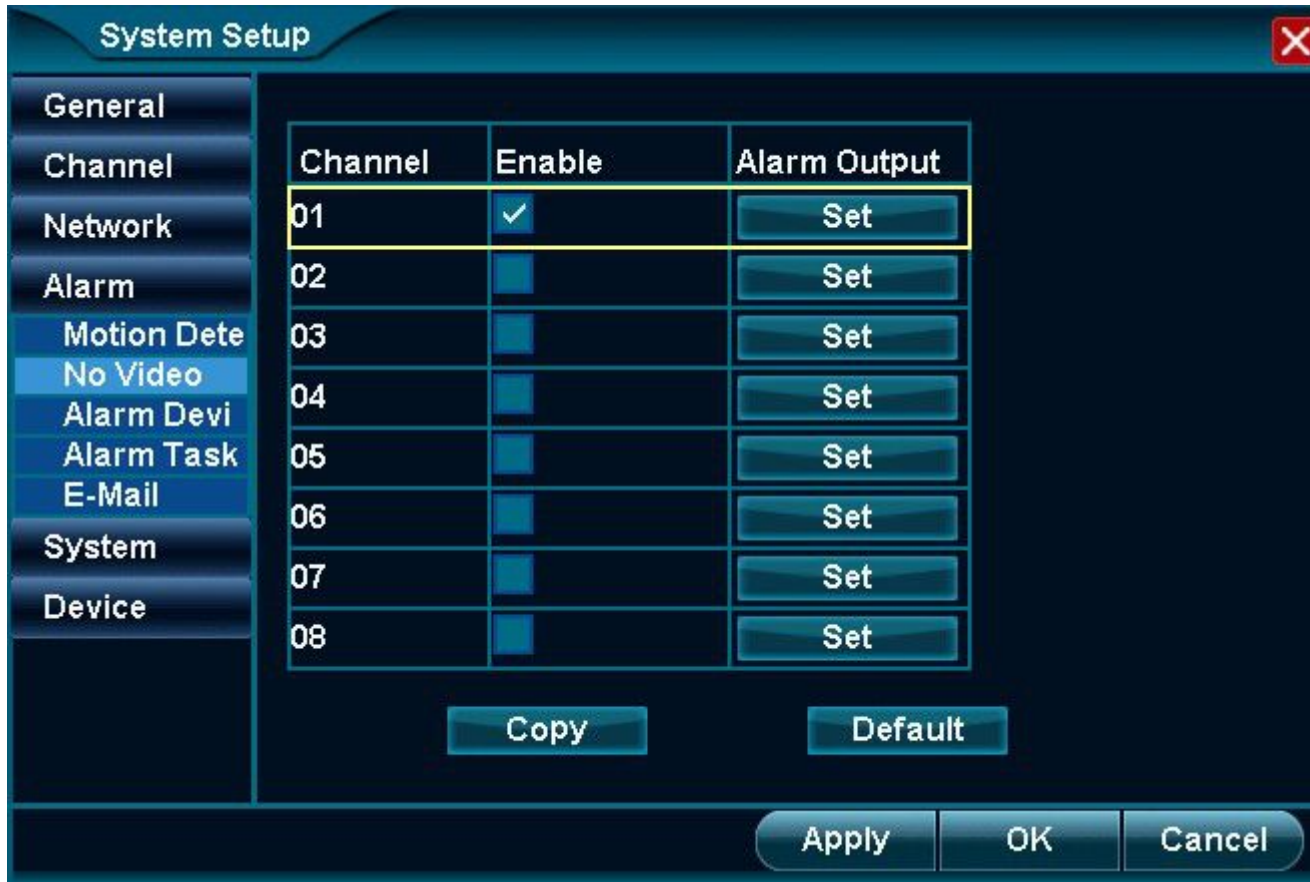 System Setup
General
Channel
Network
Alarm
Motion Dete
No Video
Alarm Devi
Alarm Task
E-Mail
System
Device
Channel Enable Alarm Output
01 Set
02 Set
03 Set
04 Set
05 Set
06 Set
07 Set
08 Set
Copy Default
Apply OK Cancel